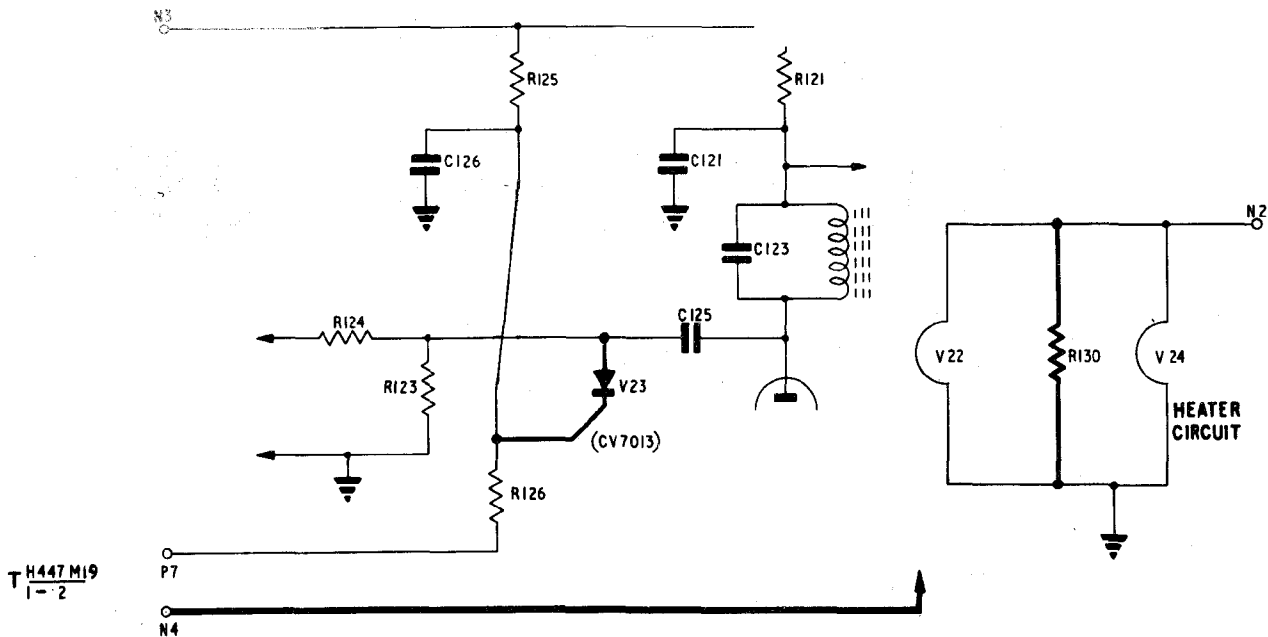 N3
R125
R121
C126
C121
N2
C123
R124
C125
V22
R130
V24
R123
V23
HEATER
CIRCUIT
(CV7013)
R126
P7
T H447 M19
1-2
N4